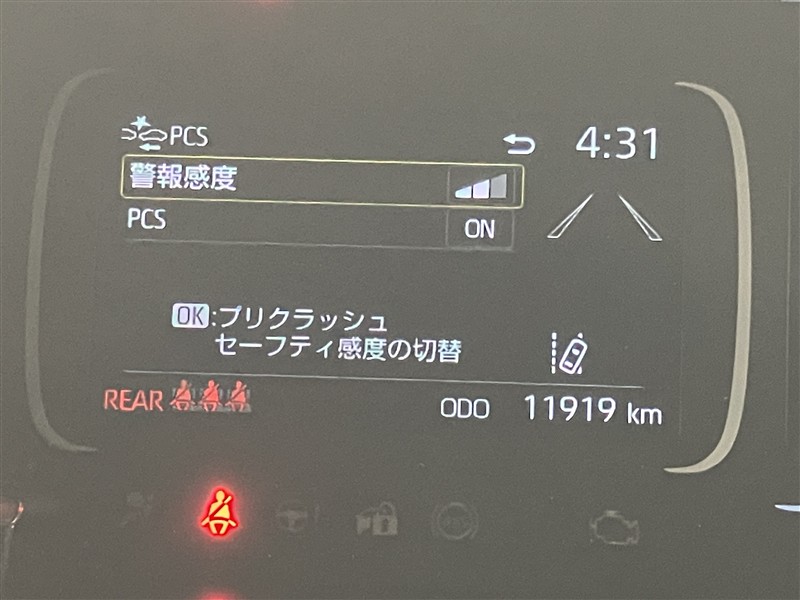 PCS
4:31
警報感度
PCS ON
OK:プリクラッシュ
セーフティ感度の切替
REAR
ODO 11919 km